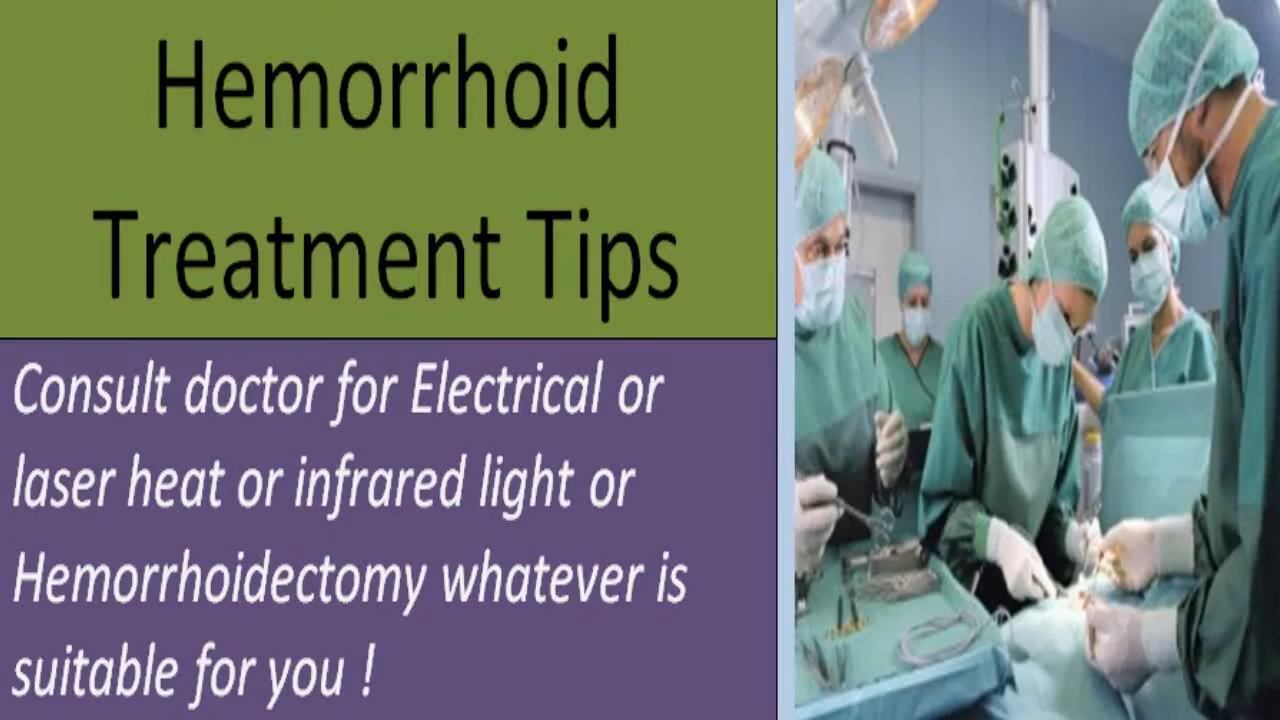 Hemorrhoid
Treatment Tips
Consult doctor for Electrical or
laser heat or infrared light or
Hemorrhoidectomy whatever is
suitable for you !